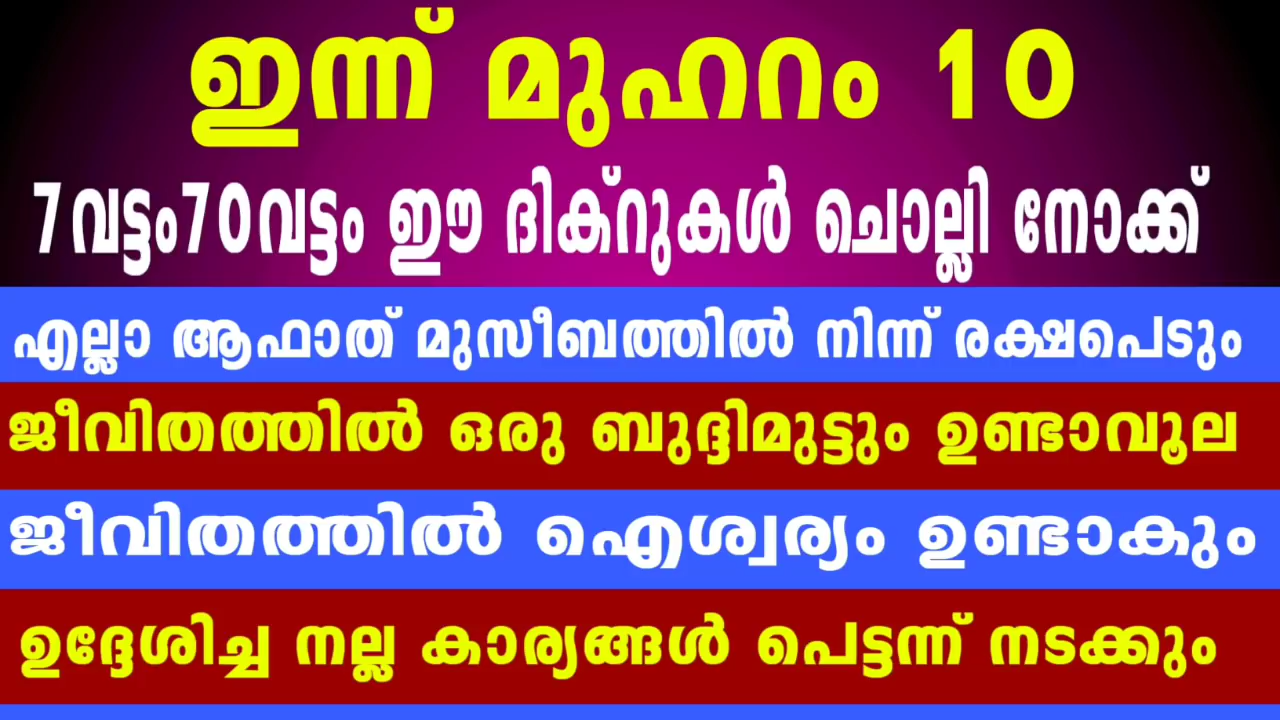 ഇന്ന് മുഹറം 10
7വട്ടം70വട്ടം ഈ ദിക്റുകൾ ചൊല്ലി നോക്ക്
എല്ലാ ആഫാത് മുസീബത്തിൽ നിന്ന് രക്ഷപെടും
ജീവിതത്തിൽ ഒരു ബുദ്ദിമുട്ടും ഉണ്ടാവൂല
ജീവിതത്തിൽ ഐശ്വര്യം ഉണ്ടാകും
ഉദ്ദേശിച്ച നല്ല കാര്യങ്ങൾ പെട്ടന്ന് നടക്കും